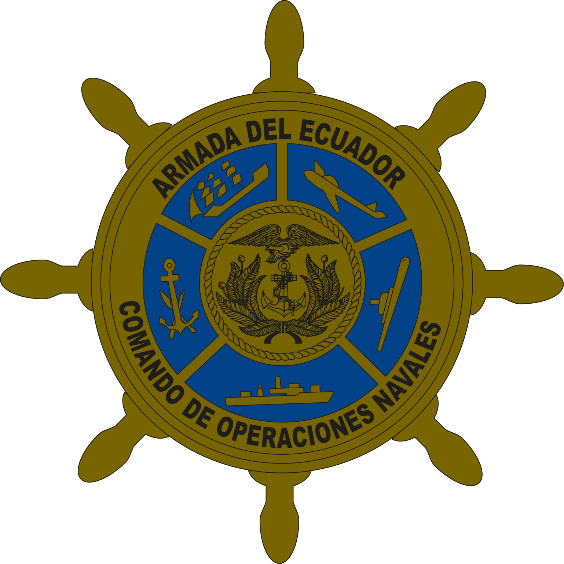 ARMADA DEL ECUADOR
COMANDO DE OPERACIONES NAVALES